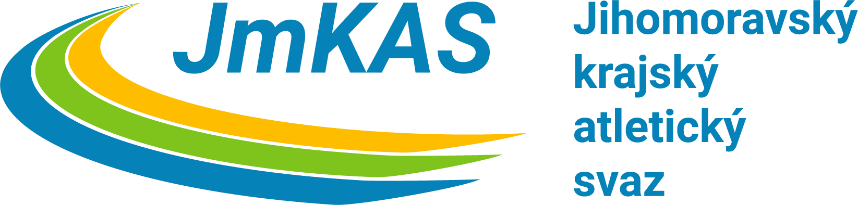 JmKAS
Jihomoravský
krajský
atletický
svaz